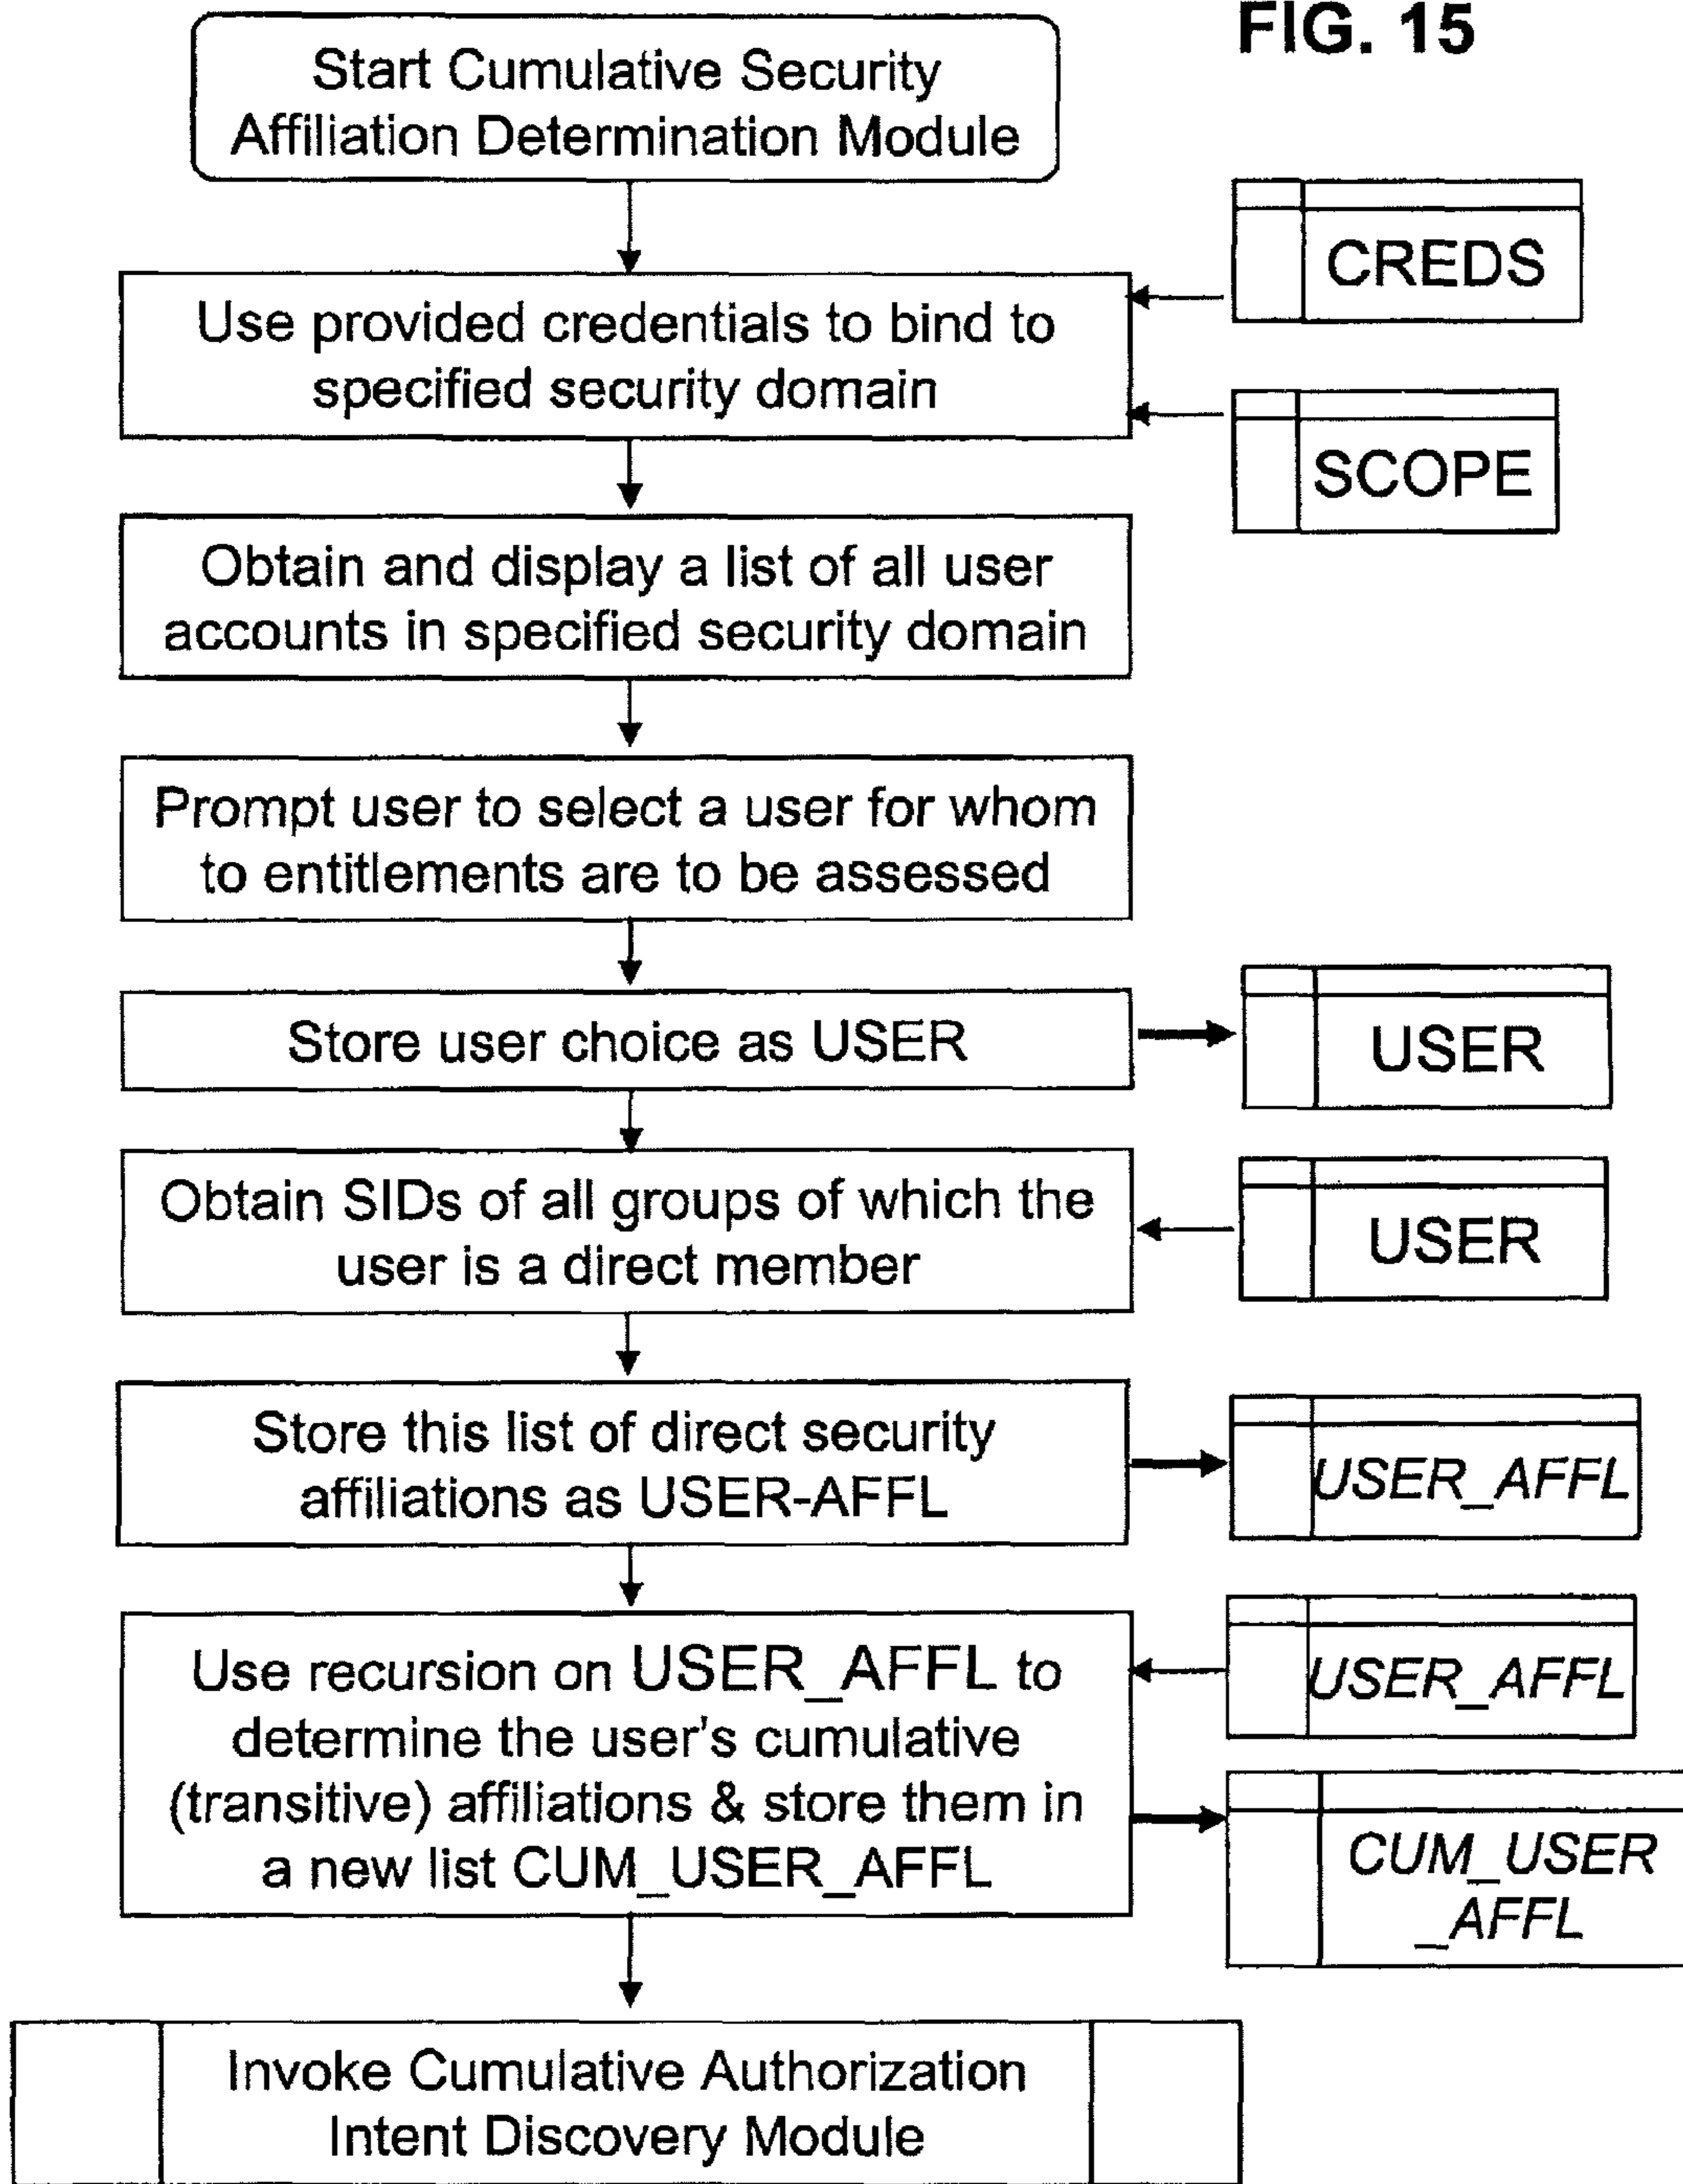 FIG. 15
Start Cumulative Security
Affiliation Determination Module
CREDS
Use provided credentials to bind to
specified security domain
SCOPE
Obtain and display a list of all user
accounts in specified security domain
Prompt user to select a user for whom
to entitlements are to be assessed
Store user choice as USER
USER
Obtain SIDs of all groups of which the
user is a direct member
USER
Store this list of direct security
affiliations as USER-AFFL
USER_AFFL
Use recursion on USER_AFFL to
determine the user's cumulative
(transitive) affiliations & store them in
a new list CUM_USER_AFFL
USER_AFFL
CUM_USER
_AFFL
Invoke Cumulative Authorization
Intent Discovery Module